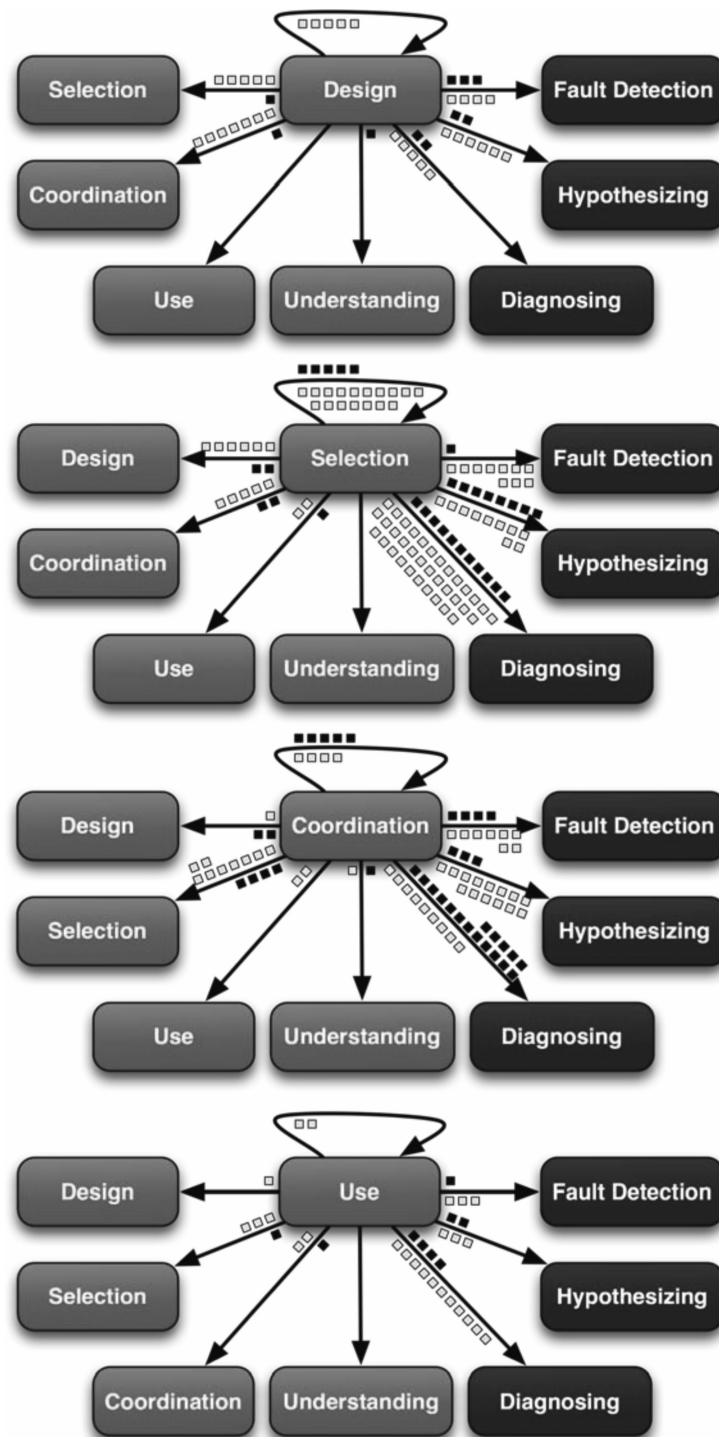 Selection Design Fault Detection
Coordination Hypothesizing
Use Understanding Diagnosing
Design Selection Fault Detection
Coordination Hypothesizing
Use Understanding Diagnosing
Design Coordination Fault Detection
Selection Hypothesizing
Use Understanding Diagnosing
Design Use Fault Detection
Selection Hypothesizing
Coordination Understanding Diagnosing